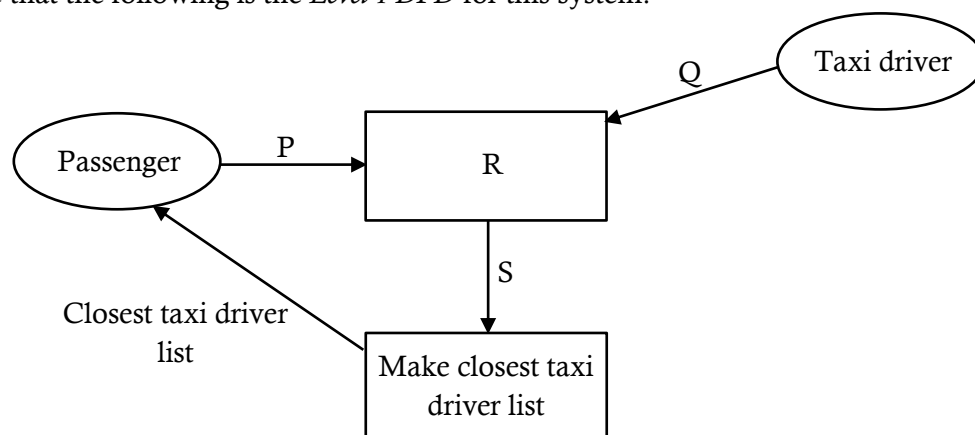 that the following is the Level 1 DFD for this system:
Taxi driver
Q
Passenger
P
R
S
Closest taxi driver
list
Make closest taxi
driver list